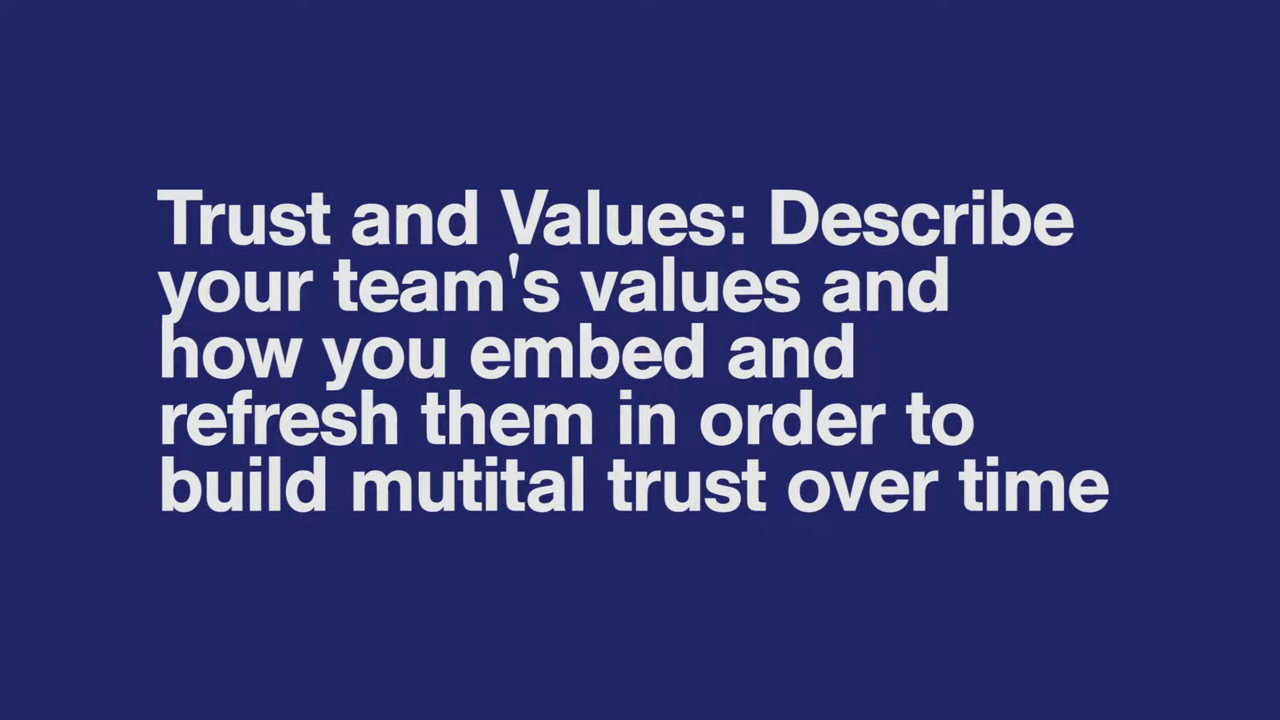 Trust and Values: Describe
your team's values and
how you embed and
refresh them in order to
build mutital trust over time